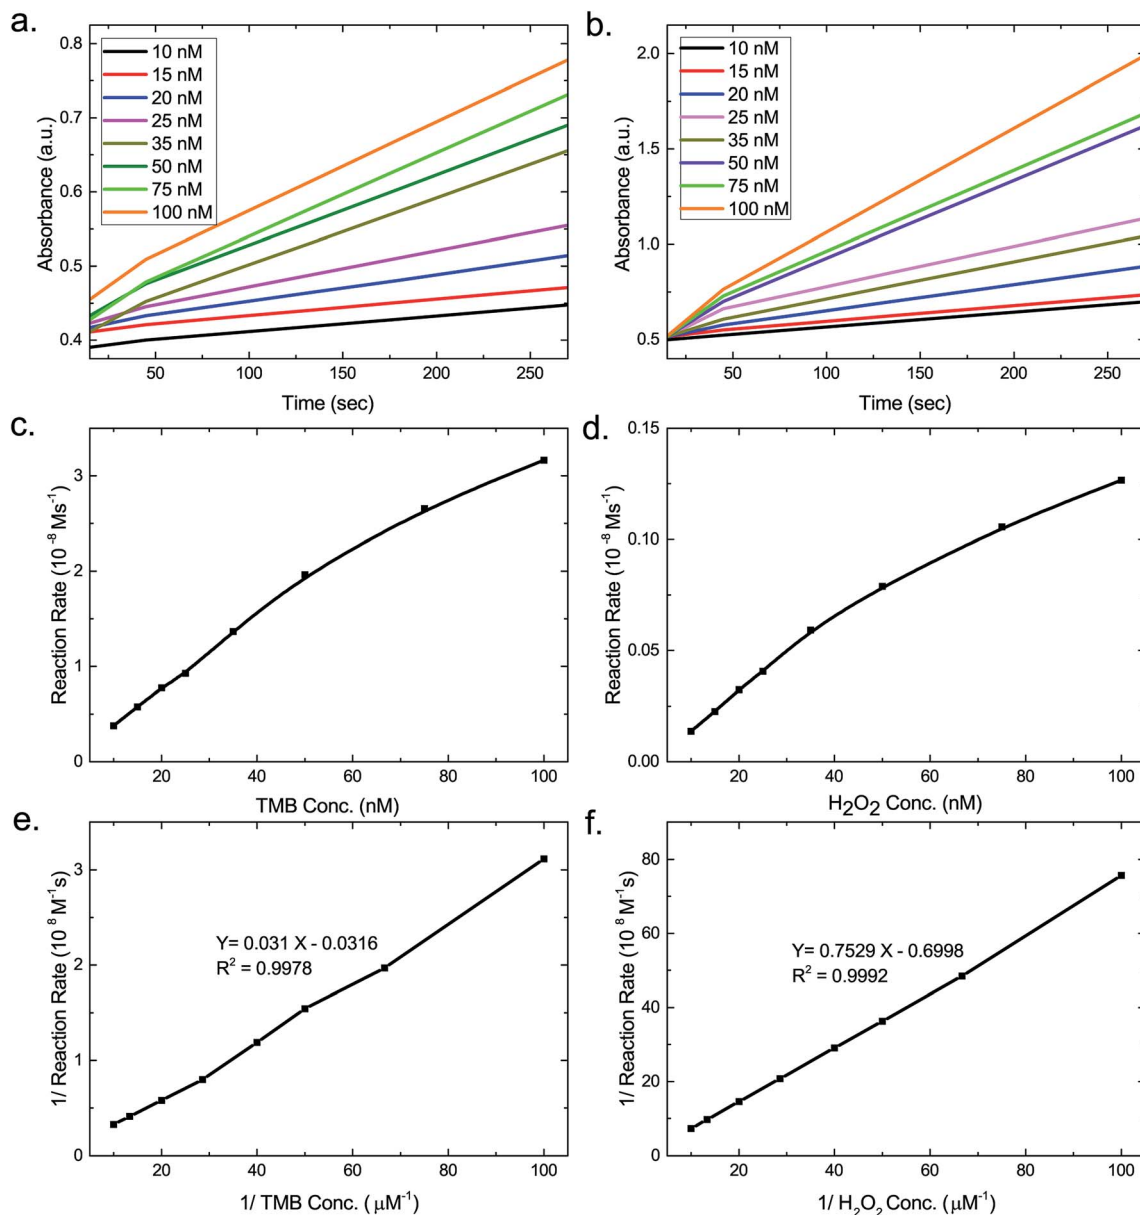 a.
0.8
0.7
0.6
0.5
0.4
Absorbance (a.u.)
10 nM
15 nM
20 nM
25 nM
35 nM
50 nM
75 nM
100 nM
50 100 150 200 250
Time (sec)
b.
2.0
1.5
1.0
0.5
Absorbance (a.u.)
10 nM
15 nM
20 nM
25 nM
35 nM
50 nM
75 nM
100 nM
50 100 150 200 250
Time (sec)
c.
3
2
1
0
Reaction Rate (10⁻⁸ Ms⁻¹)
20 40 60 80 100
TMB Conc. (nM)
d.
0.15
0.10
0.05
0.00
Reaction Rate (10⁻⁸ Ms⁻¹)
20 40 60 80 100
H₂O₂ Conc. (nM)
e.
3
2
1
0
1/ Reaction Rate (10⁸ M⁻¹s)
Y= 0.031 X - 0.0316
R² = 0.9978
20 40 60 80 100
1/ TMB Conc. (μM⁻¹)
f.
80
60
40
20
0
1/ Reaction Rate (10⁸ M⁻¹s)
Y= 0.7529 X - 0.6998
R² = 0.9992
20 40 60 80 100
1/ H₂O₂ Conc. (μM⁻¹)